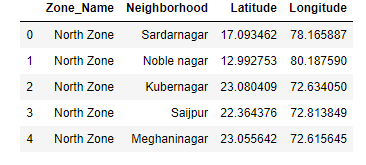 Zone_Name Neighborhood Latitude Longitude
0 North Zone Sardarnagar 17.093462 78.165887
1 North Zone Noble nagar 12.992753 80.187590
2 North Zone Kubernagar 23.080409 72.634050
3 North Zone Saijpur 22.364376 72.813849
4 North Zone Meghaninagar 23.055642 72.615645